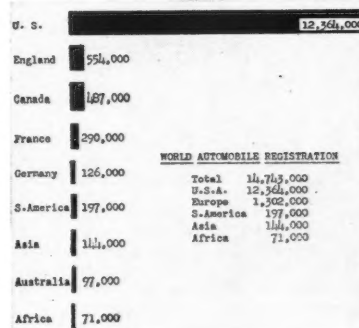 U. S. 12,364,000
England 554,000
Canada 487,000
France 290,000
Germany 126,000
S.America 197,000
Asia 144,000
Australia 97,000
Africa 71,000
WORLD AUTOMOBILE REGISTRATION
Total 14,743,000
U.S.A. 12,364,000
Europe 1,302,000
S.America 197,000
Asia 144,000
Africa 71,000